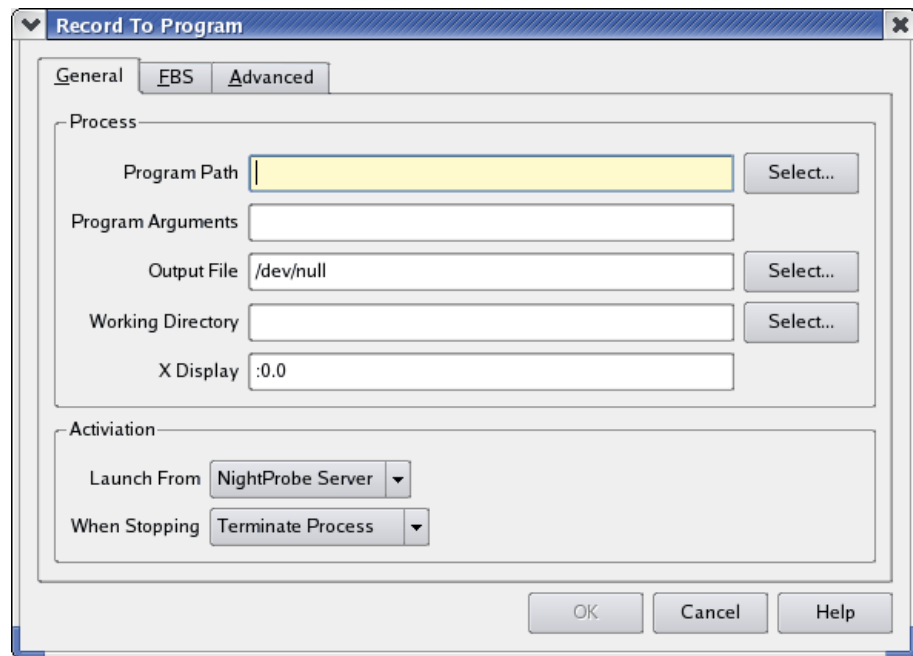 Record To Program
General FBS Advanced
Process
Program Path Select...
Program Arguments
Output File /dev/null Select...
Working Directory Select...
X Display :0.0
Activiation
Launch From NightProbe Server
When Stopping Terminate Process
OK Cancel Help